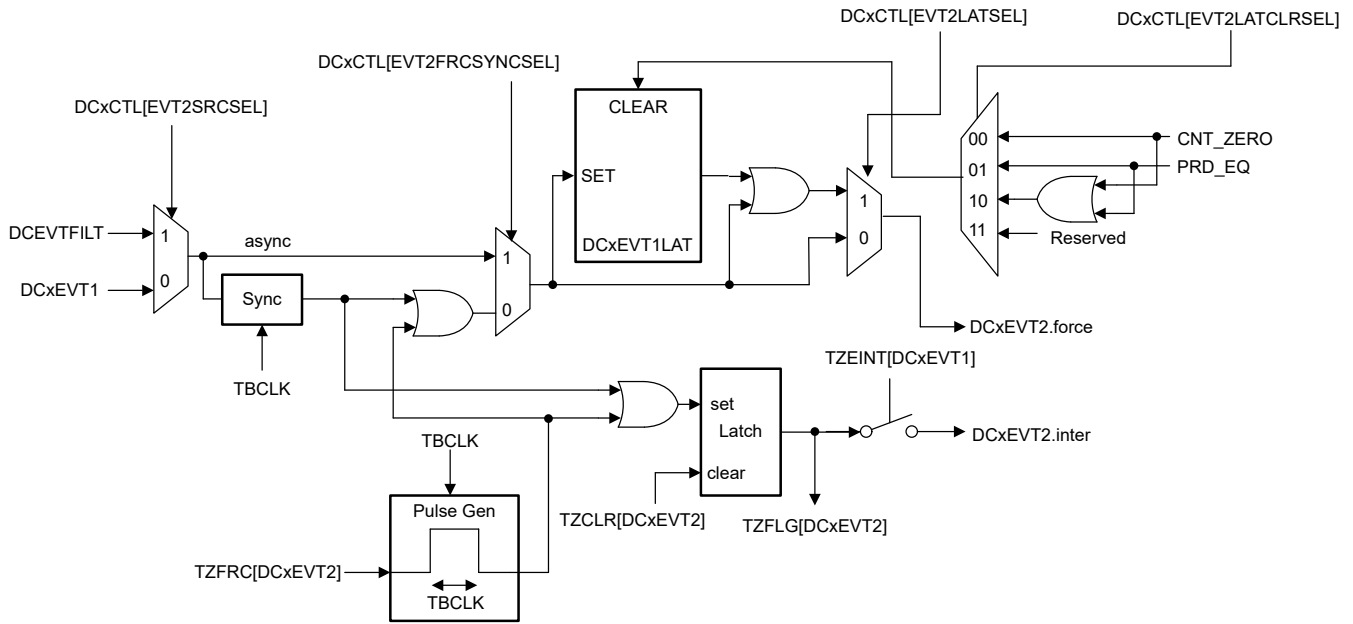 DCxCTL[EVT2LATSEL]
DCxCTL[EVT2LATCLRSEL]
DCxCTL[EVT2FRCSYNCSEL]
DCxCTL[EVT2SRCSEL]
CLEAR
SET
DCxEVT1LAT
00
01
10
11
CNT_ZERO
PRD_EQ
Reserved
DCEVTFILT
1
0
DCxEVT1
async
Sync
TBCLK
1
0
1
0
DCxEVT2.force
TZEINT[DCxEVT1]
set
Latch
clear
DCxEVT2.inter
TZCLR[DCxEVT2]
TZFLG[DCxEVT2]
TBCLK
Pulse Gen
TZFRC[DCxEVT2]
TBCLK